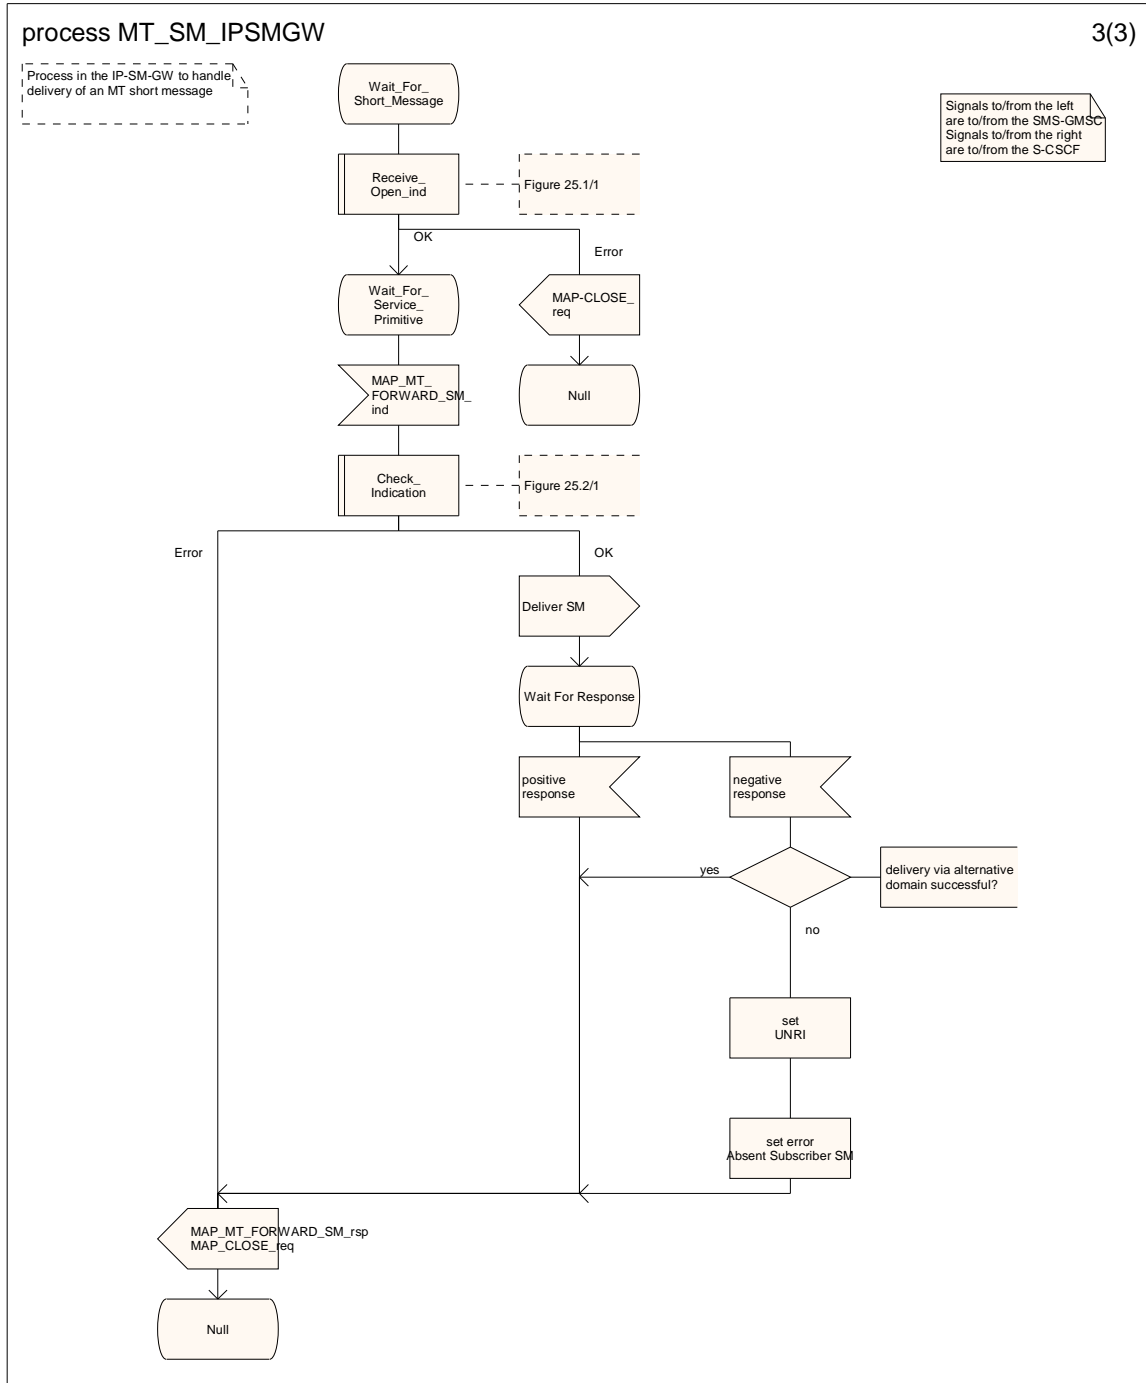 process MT_SM_IPSMGW
3(3)
Process in the IP-SM-GW to handle
delivery of an MT short message
Signals to/from the left
are to/from the SMS-GMSC
Signals to/from the right
are to/from the S-CSCF
Wait_For_
Short_Message
Receive_
Open_ind
Figure 25.1/1
OK
Error
Wait_For_
Service_
Primitive
MAP-CLOSE_
req
MAP_MT_
FORWARD_SM_
ind
Null
Check_
Indication
Figure 25.2/1
Error
OK
Deliver SM
Wait For Response
positive
response
negative
response
yes
delivery via alternative
domain successful?
no
set
UNRI
set error
Absent Subscriber SM
MAP_MT_FORWARD_SM_rsp
MAP_CLOSE_req
Null